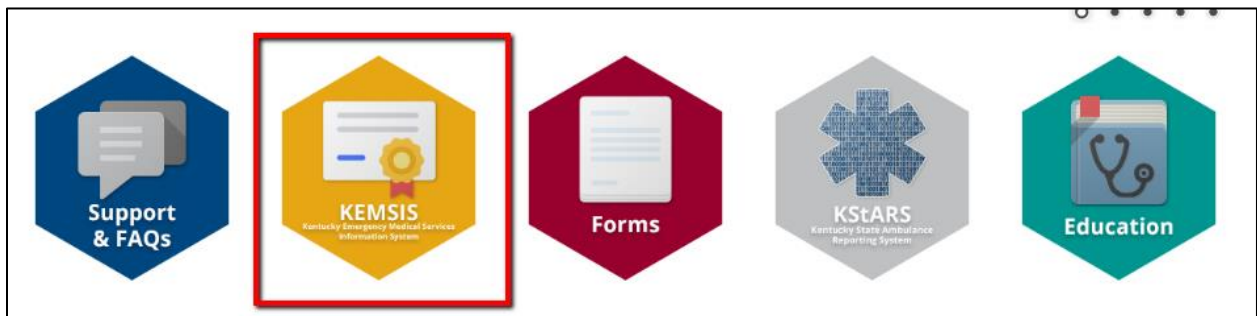 Support
& FAQs
KEMSIS
Kentucky Emergency Medical Services
Information System
Forms
KStARS
Kentucky State Ambulance
Reporting System
Education